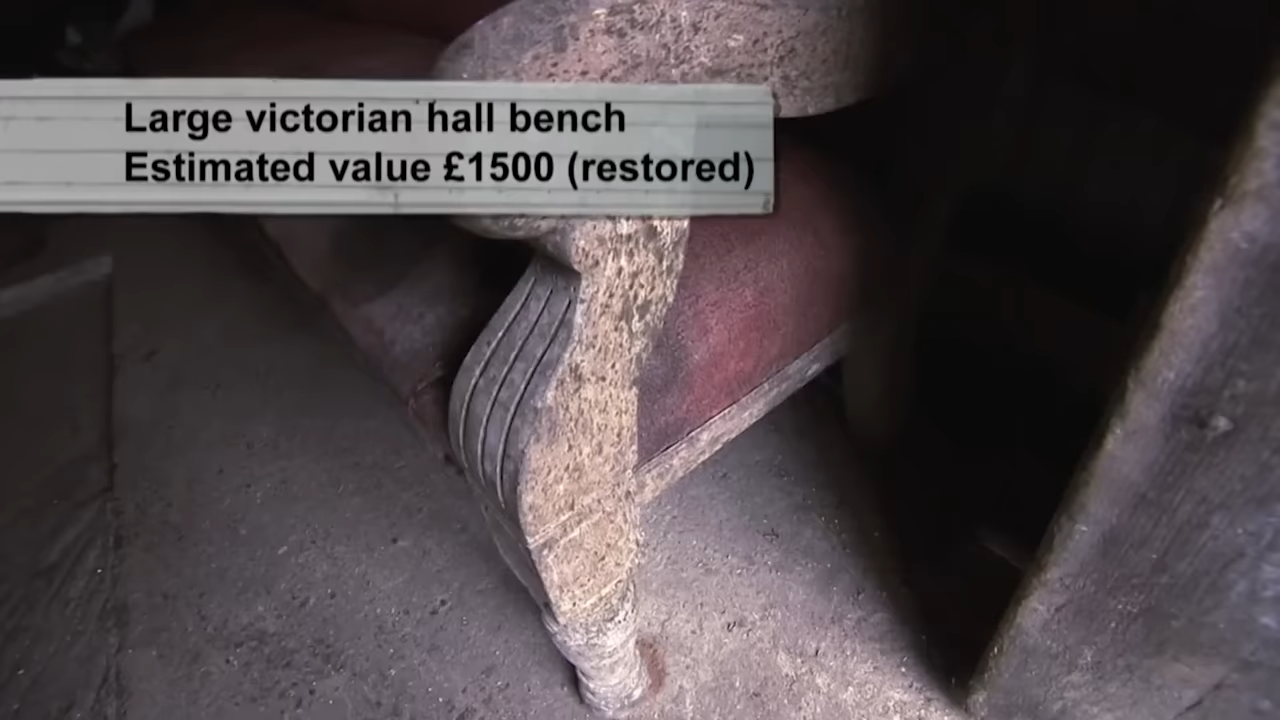 Large victorian hall bench
Estimated value £1500 (restored)